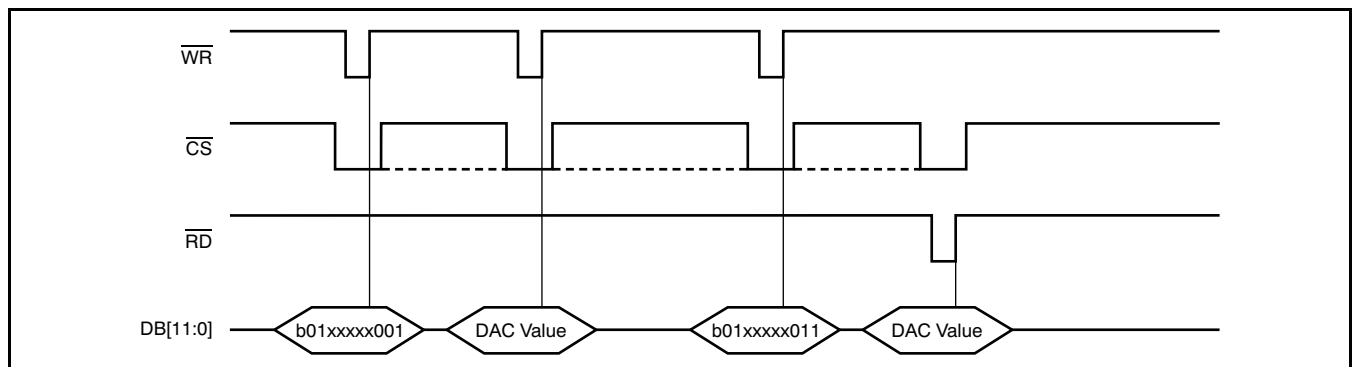 WR
CS
RD
DB[11:0] b01xxxxx001 DAC Value b01xxxxx011 DAC Value